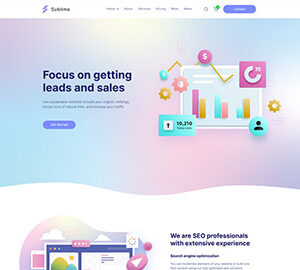 Sublime
Home About Services Pricing Work News
Contact
Focus on getting
leads and sales
Use sustainable methods to build your organic rankings,
attract tons of natural links, and increase your traffic.
Get Started
$
75
10,210
Today visits
We are SEO professionals
with extensive experience
Search engine optimization